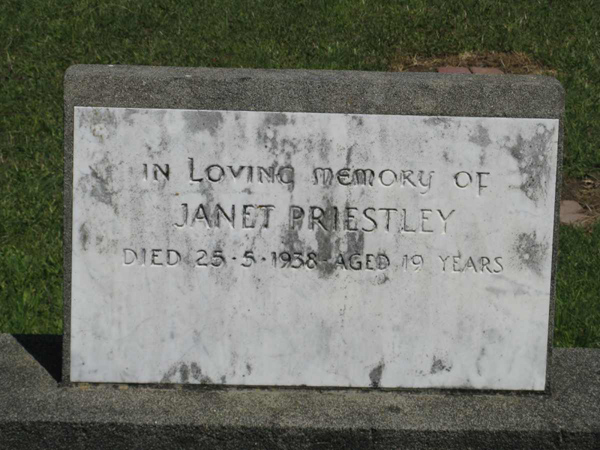 IN LOVING MEMORY OF
JANET PRIESTLEY
DIED 25·5·1958·AGED 19 YEARS